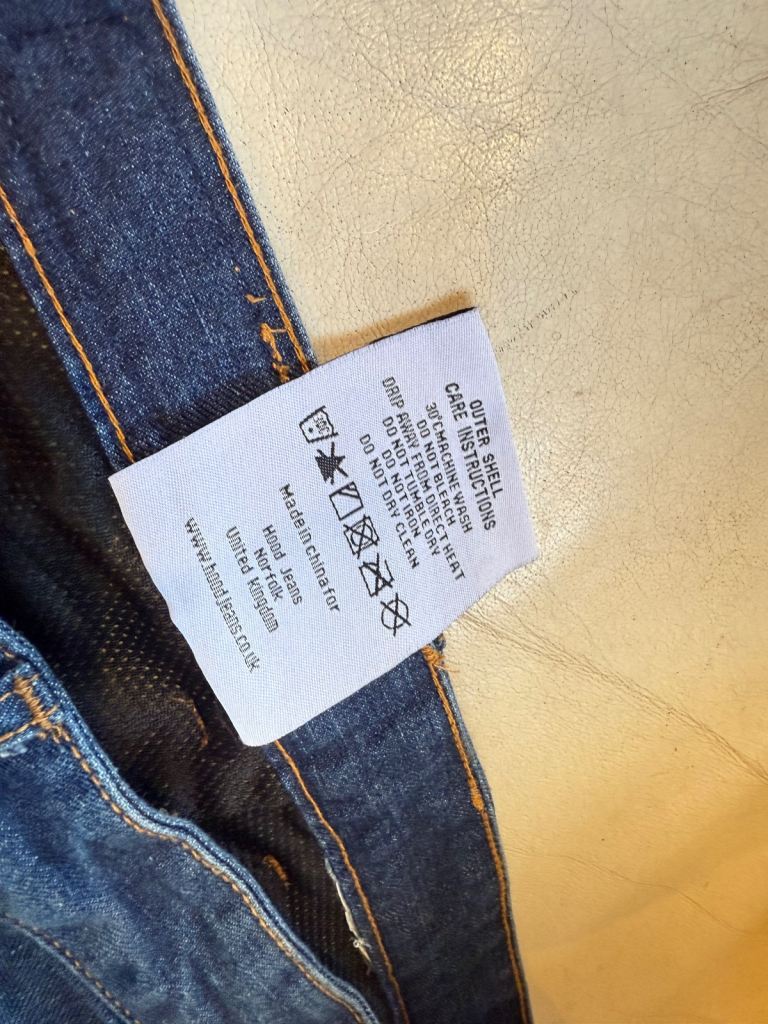 OUTER SHELL
CARE INSTRUCTIONS
30°C MACHINE WASH
DO NOT BLEACH
DRIP AWAY FROM DIRECT HEAT
DO NOT TUMBLE DRY
DO NOT IRON
DO NOT DRY CLEAN
30C
Made in china for
Hood Jeans
Norfolk
United kingdom
www.hoodjeans.co.uk